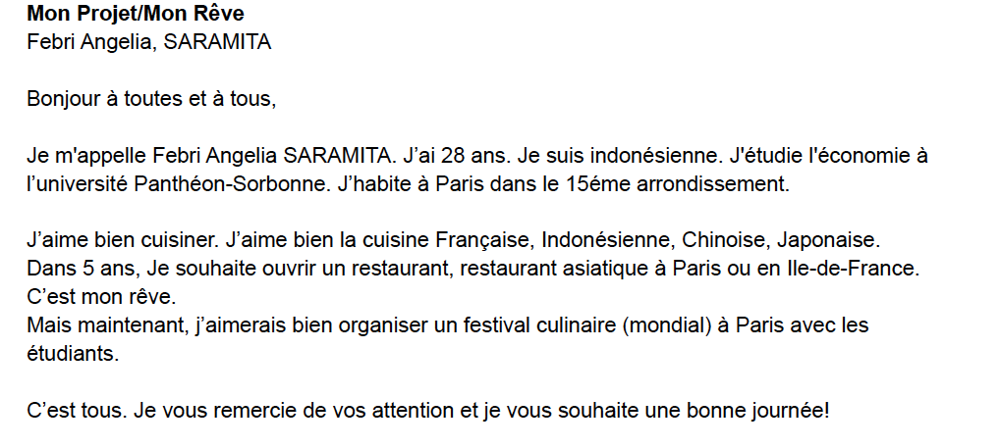 Mon Projet/Mon Rêve
Febri Angelia, SARAMITA
Bonjour à toutes et à tous,
Je m'appelle Febri Angelia SARAMITA. J’ai 28 ans. Je suis indonésienne. J'étudie l'économie à
l’université Panthéon-Sorbonne. J’habite à Paris dans le 15éme arrondissement.
J’aime bien cuisiner. J’aime bien la cuisine Française, Indonésienne, Chinoise, Japonaise.
Dans 5 ans, Je souhaite ouvrir un restaurant, restaurant asiatique à Paris ou en Ile-de-France.
C’est mon rêve.
Mais maintenant, j’aimerais bien organiser un festival culinaire (mondial) à Paris avec les
étudiants.
C’est tous. Je vous remercie de vos attention et je vous souhaite une bonne journée!